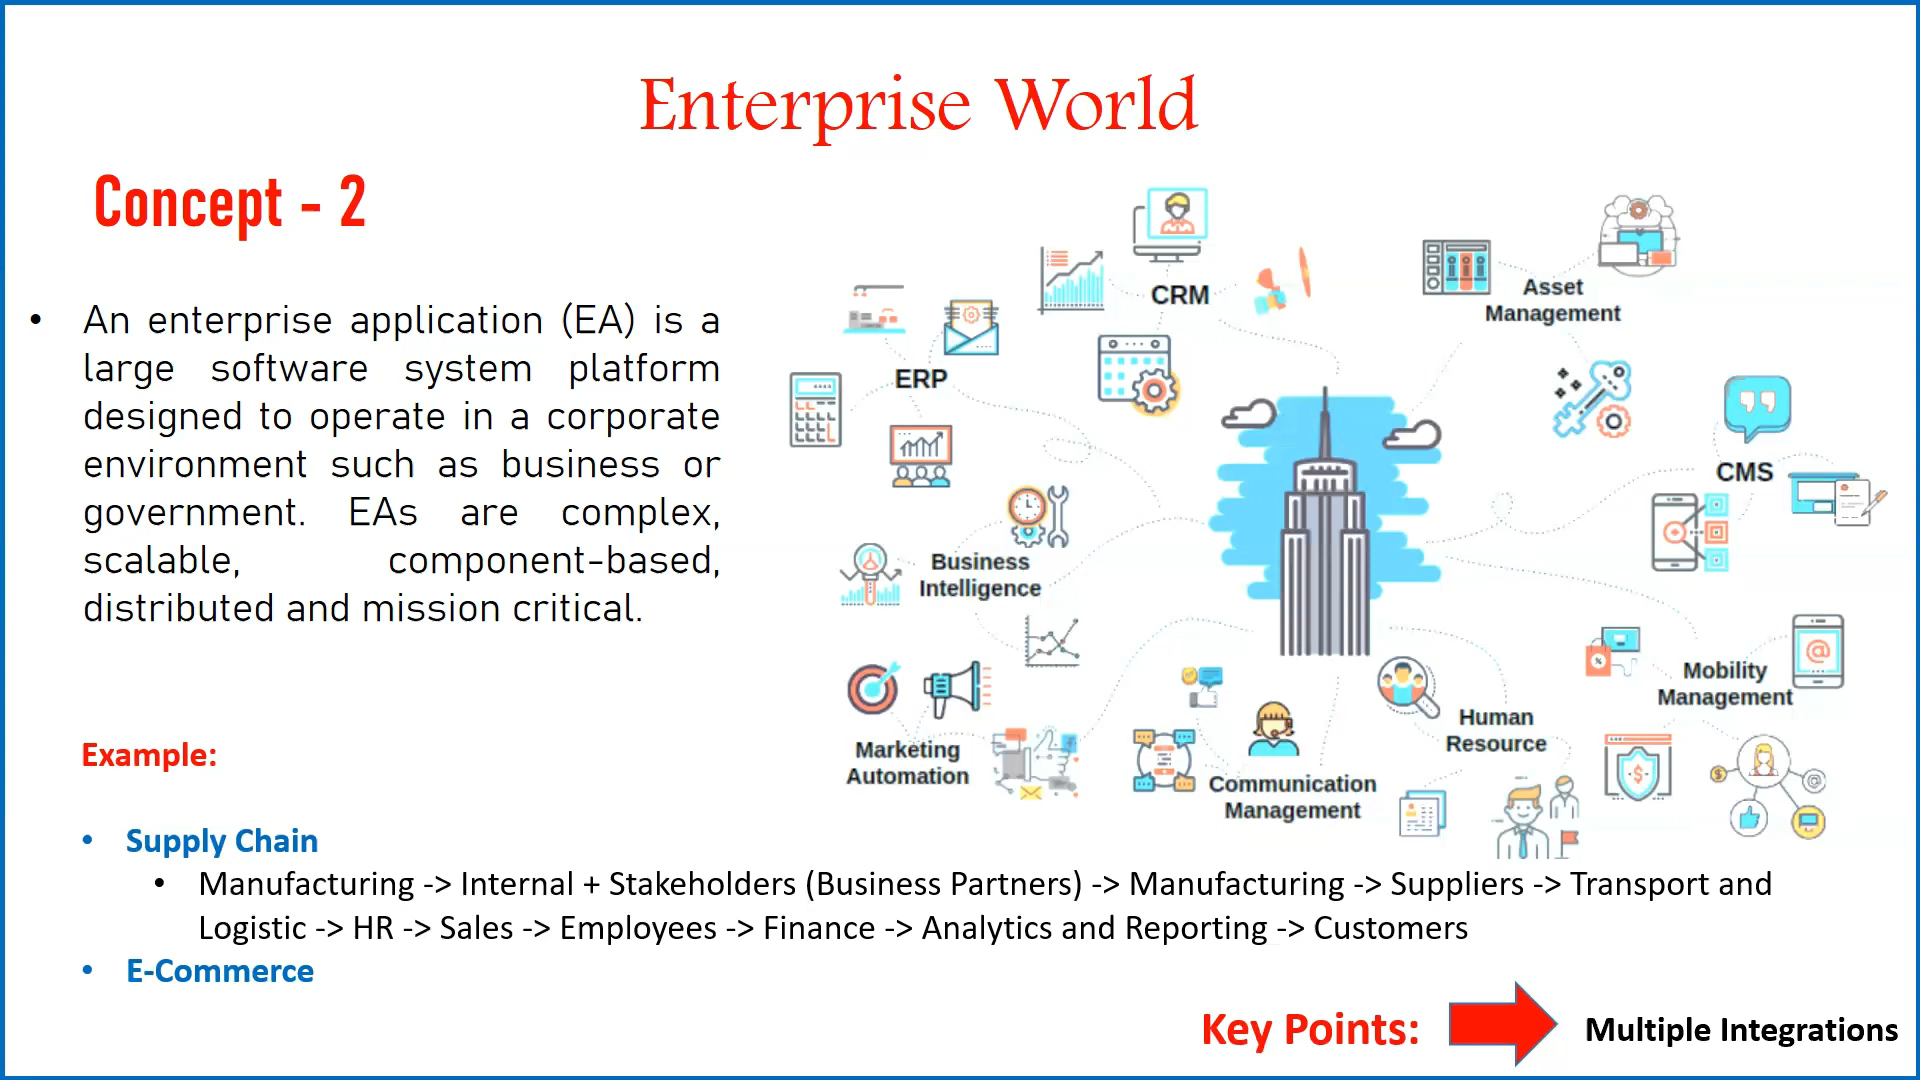 Enterprise World
Concept - 2
• An enterprise application (EA) is a
large software system platform
designed to operate in a corporate
environment such as business or
government. EAs are complex,
scalable, component-based,
distributed and mission critical.
CRM
Asset
Management
ERP
CMS
Business
Intelligence
Mobility
Management
Marketing
Automation
Human
Resource
Communication
Management
Example:
• Supply Chain
• Manufacturing -> Internal + Stakeholders (Business Partners) -> Manufacturing -> Suppliers -> Transport and
Logistic -> HR -> Sales -> Employees -> Finance -> Analytics and Reporting -> Customers
• E-Commerce
Key Points:
Multiple Integrations